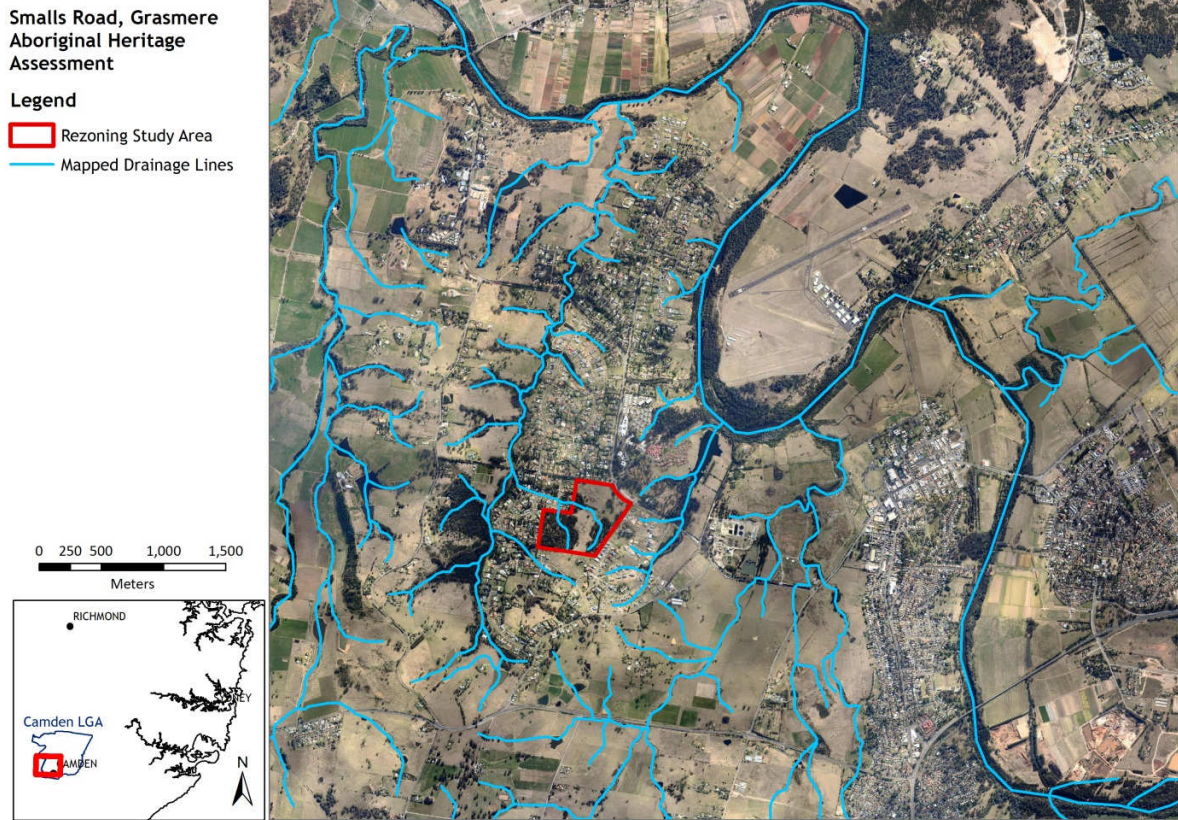 Smalls Road, Grasmere
Aboriginal Heritage
Assessment
Legend
Rezoning Study Area
Mapped Drainage Lines
0 250 500 1,000 1,500
Meters
RICHMOND
Camden LGA
N